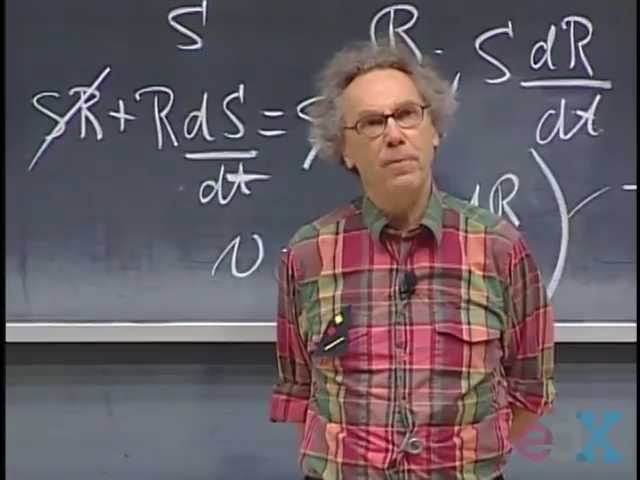 S R
SR + R dS/dt = S dR/dt
v dR
edX